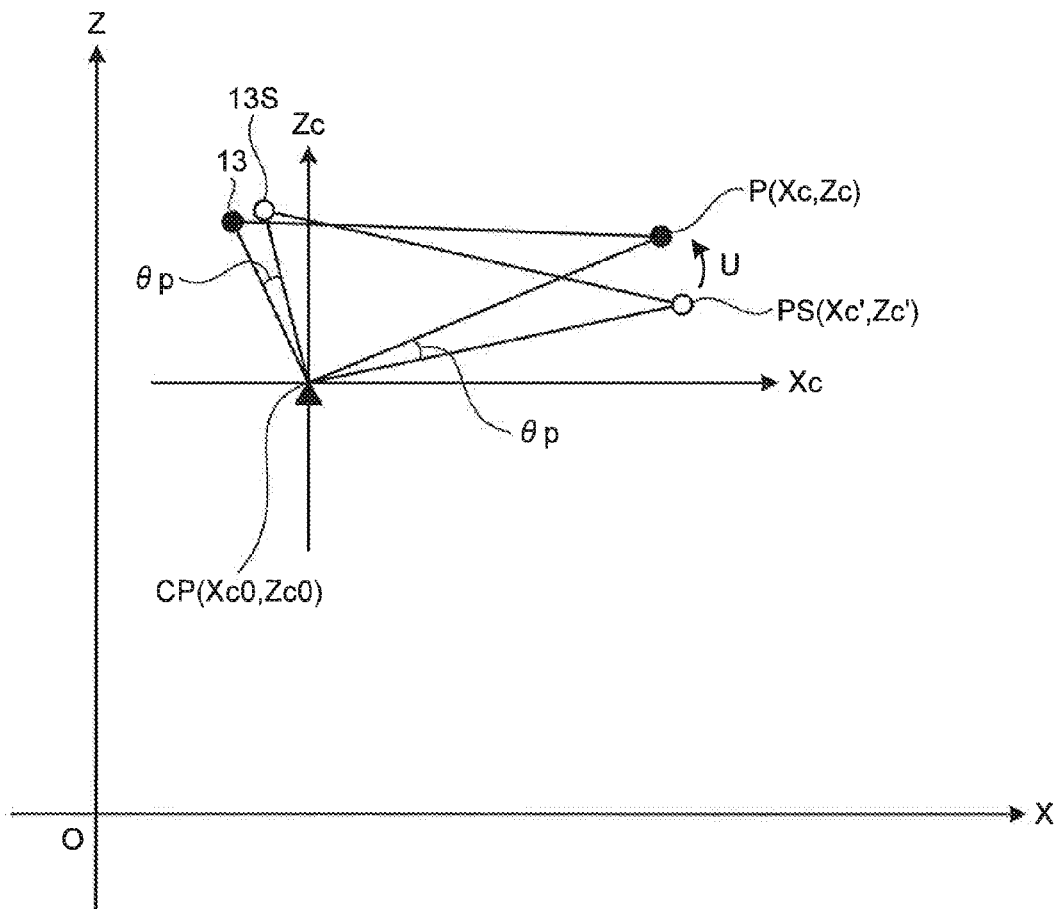 Z
13S
Zc
13
P(Xc,Zc)
θp
U
PS(Xc',Zc')
Xc
θp
CP(Xc0,Zc0)
X
O